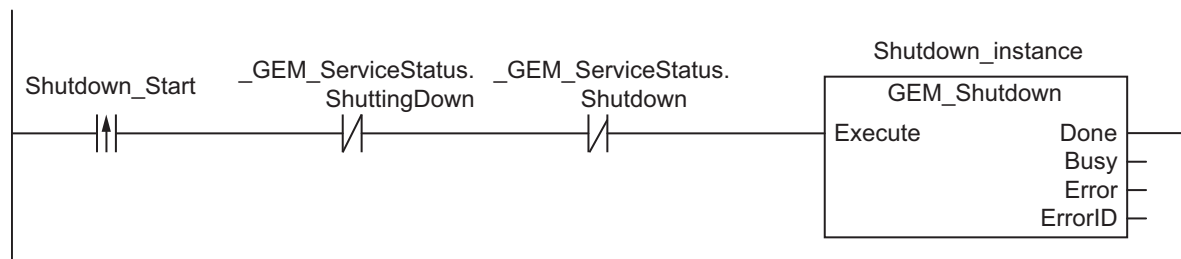 Shutdown_instance
Shutdown_Start
_GEM_ServiceStatus.
ShuttingDown
_GEM_ServiceStatus.
Shutdown
GEM_Shutdown
Execute
Done
Busy
Error
ErrorID